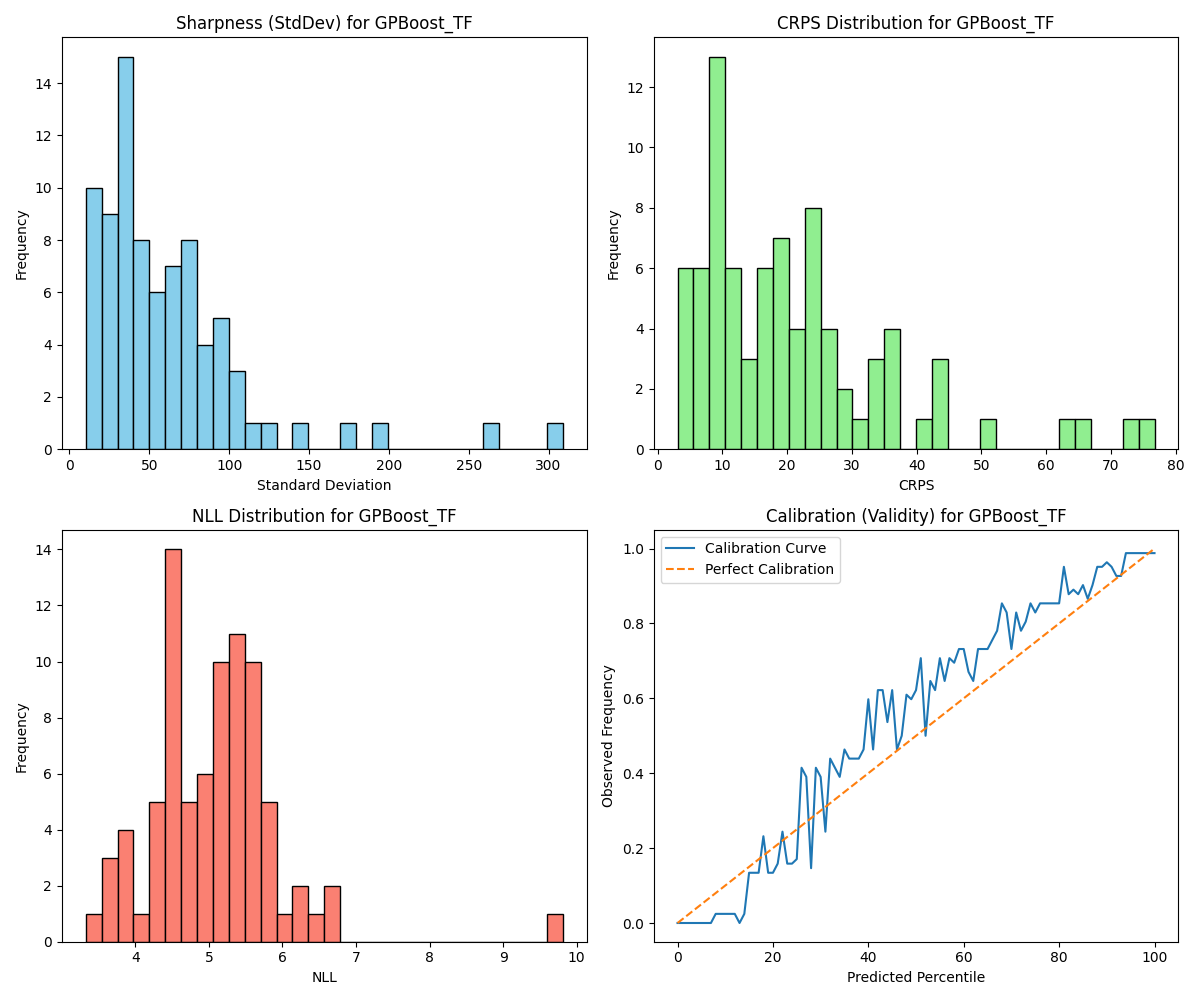 Sharpness (StdDev) for GPBoost_TF
14
12
10
8
6
4
2
0
Frequency
0 50 100 150 200 250 300
Standard Deviation
CRPS Distribution for GPBoost_TF
12
10
8
6
4
2
0
Frequency
0 10 20 30 40 50 60 70 80
CRPS
NLL Distribution for GPBoost_TF
14
12
10
8
6
4
2
0
Frequency
4 5 6 7 8 9 10
NLL
Calibration (Validity) for GPBoost_TF
Calibration Curve
Perfect Calibration
1.0
0.8
0.6
0.4
0.2
0.0
Observed Frequency
0 20 40 60 80 100
Predicted Percentile